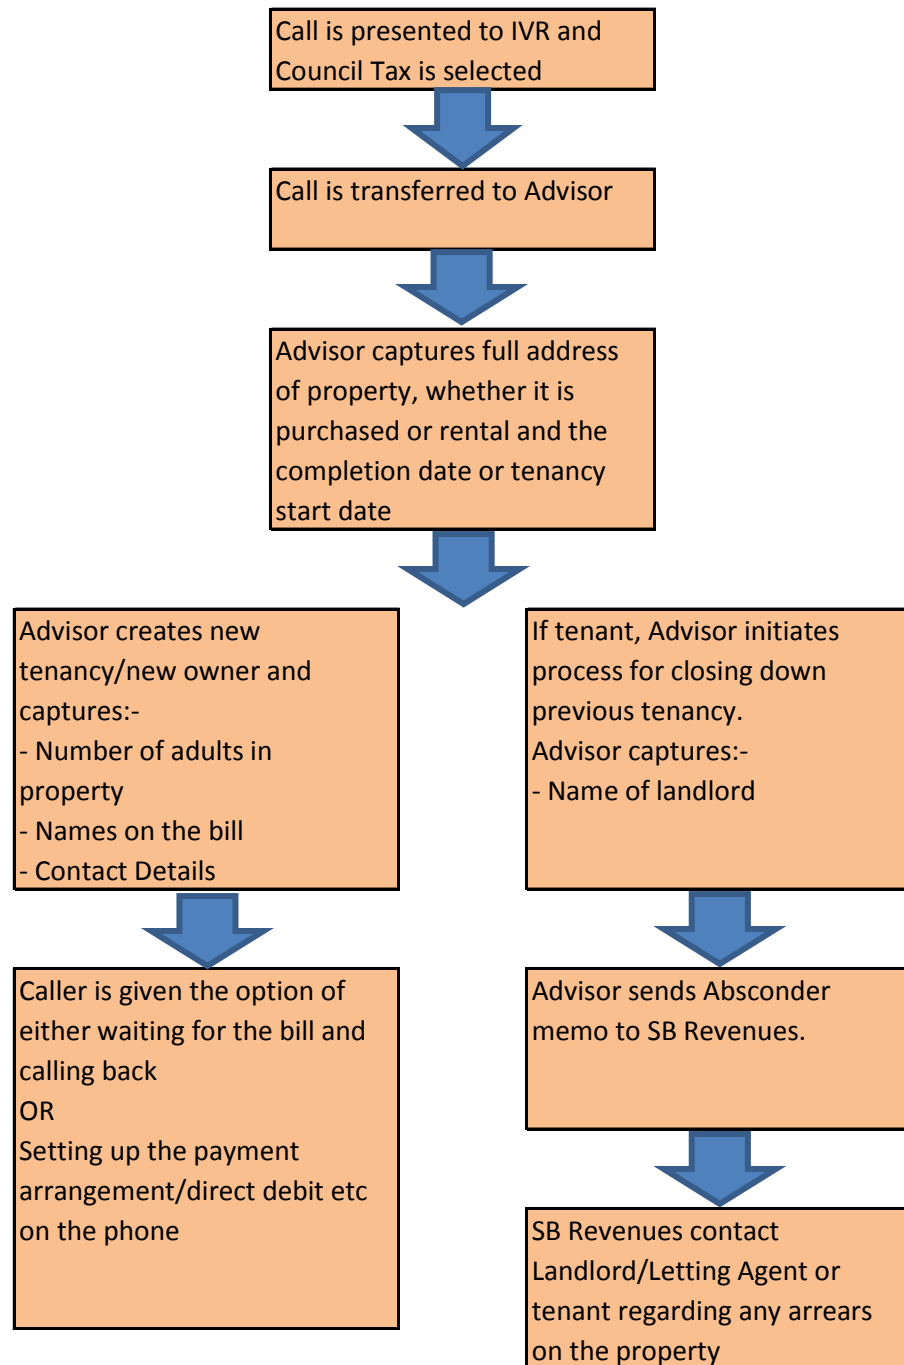 Call is presented to IVR and
Council Tax is selected
Call is transferred to Advisor
Advisor captures full address
of property, whether it is
purchased or rental and the
completion date or tenancy
start date
Advisor creates new
tenancy/new owner and
captures:-
- Number of adults in
property
- Names on the bill
- Contact Details
If tenant, Advisor initiates
process for closing down
previous tenancy.
Advisor captures:-
- Name of landlord
Caller is given the option of
either waiting for the bill and
calling back
OR
Setting up the payment
arrangement/direct debit etc
on the phone
Advisor sends Absconder
memo to SB Revenues.
SB Revenues contact
Landlord/Letting Agent or
tenant regarding any arrears
on the property